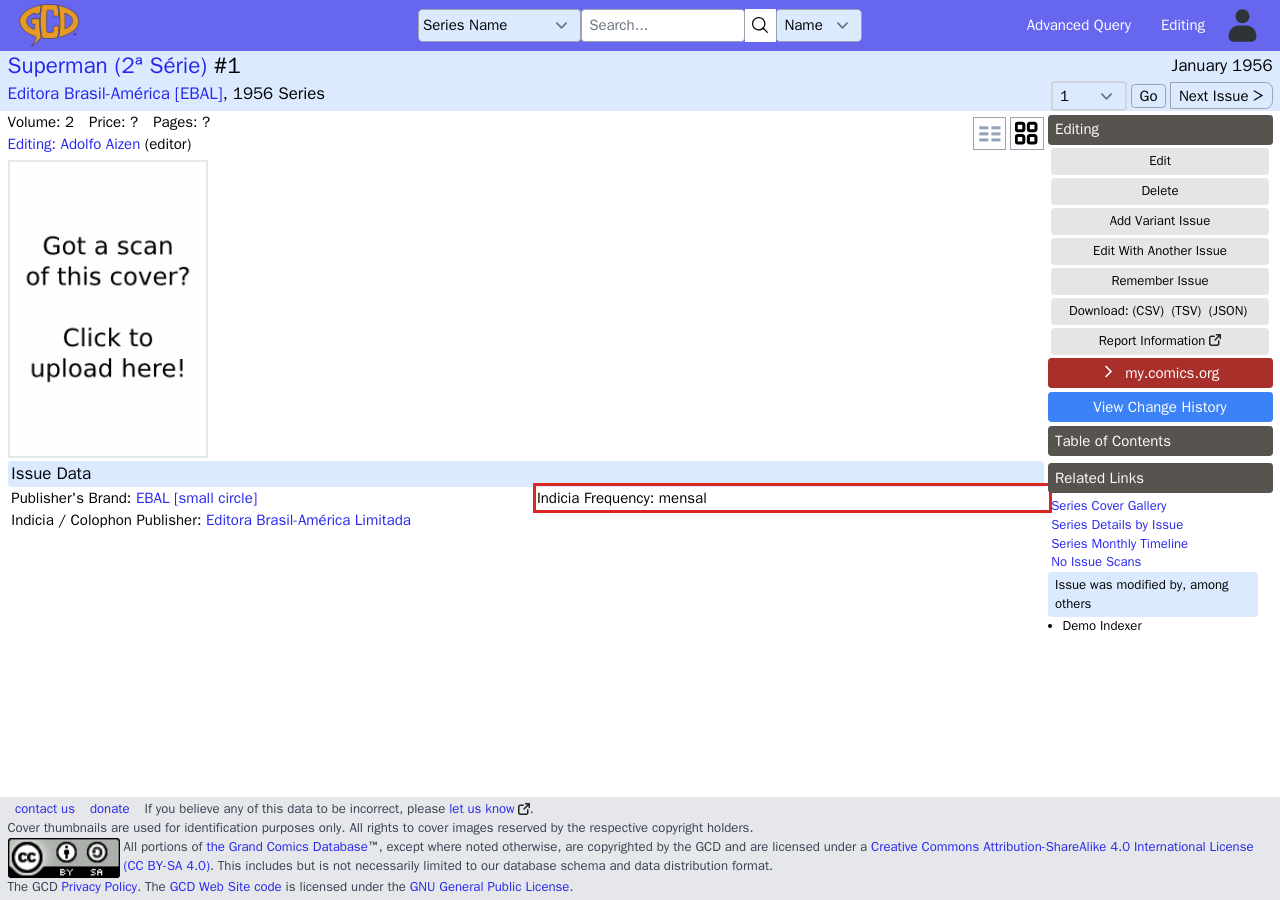 GCD
Series Name
Search...
Name
Advanced Query
Editing
Superman (2ª Série) #1
January 1956
Editora Brasil-América [EBAL], 1956 Series
1
Go
Next Issue >
Volume: 2 Price: ? Pages: ?
Editing: Adolfo Aizen (editor)
Got a scan
of this cover?
Click to
upload here!
Issue Data
Publisher's Brand: EBAL [small circle]
Indicia Frequency: mensal
Indicia / Colophon Publisher: Editora Brasil-América Limitada
Editing
Edit
Delete
Add Variant Issue
Edit With Another Issue
Remember Issue
Download: (CSV) (TSV) (JSON)
Report Information
my.comics.org
View Change History
Table of Contents
Related Links
Series Cover Gallery
Series Details by Issue
Series Monthly Timeline
No Issue Scans
Issue was modified by, among
others
• Demo Indexer
contact us donate If you believe any of this data to be incorrect, please let us know .
Cover thumbnails are used for identification purposes only. All rights to cover images reserved by the respective copyright holders.
cc BY SA
All portions of the Grand Comics Database™, except where noted otherwise, are copyrighted by the GCD and are licensed under a Creative Commons Attribution-ShareAlike 4.0 International License
(CC BY-SA 4.0). This includes but is not necessarily limited to our database schema and data distribution format.
The GCD Privacy Policy. The GCD Web Site code is licensed under the GNU General Public License.